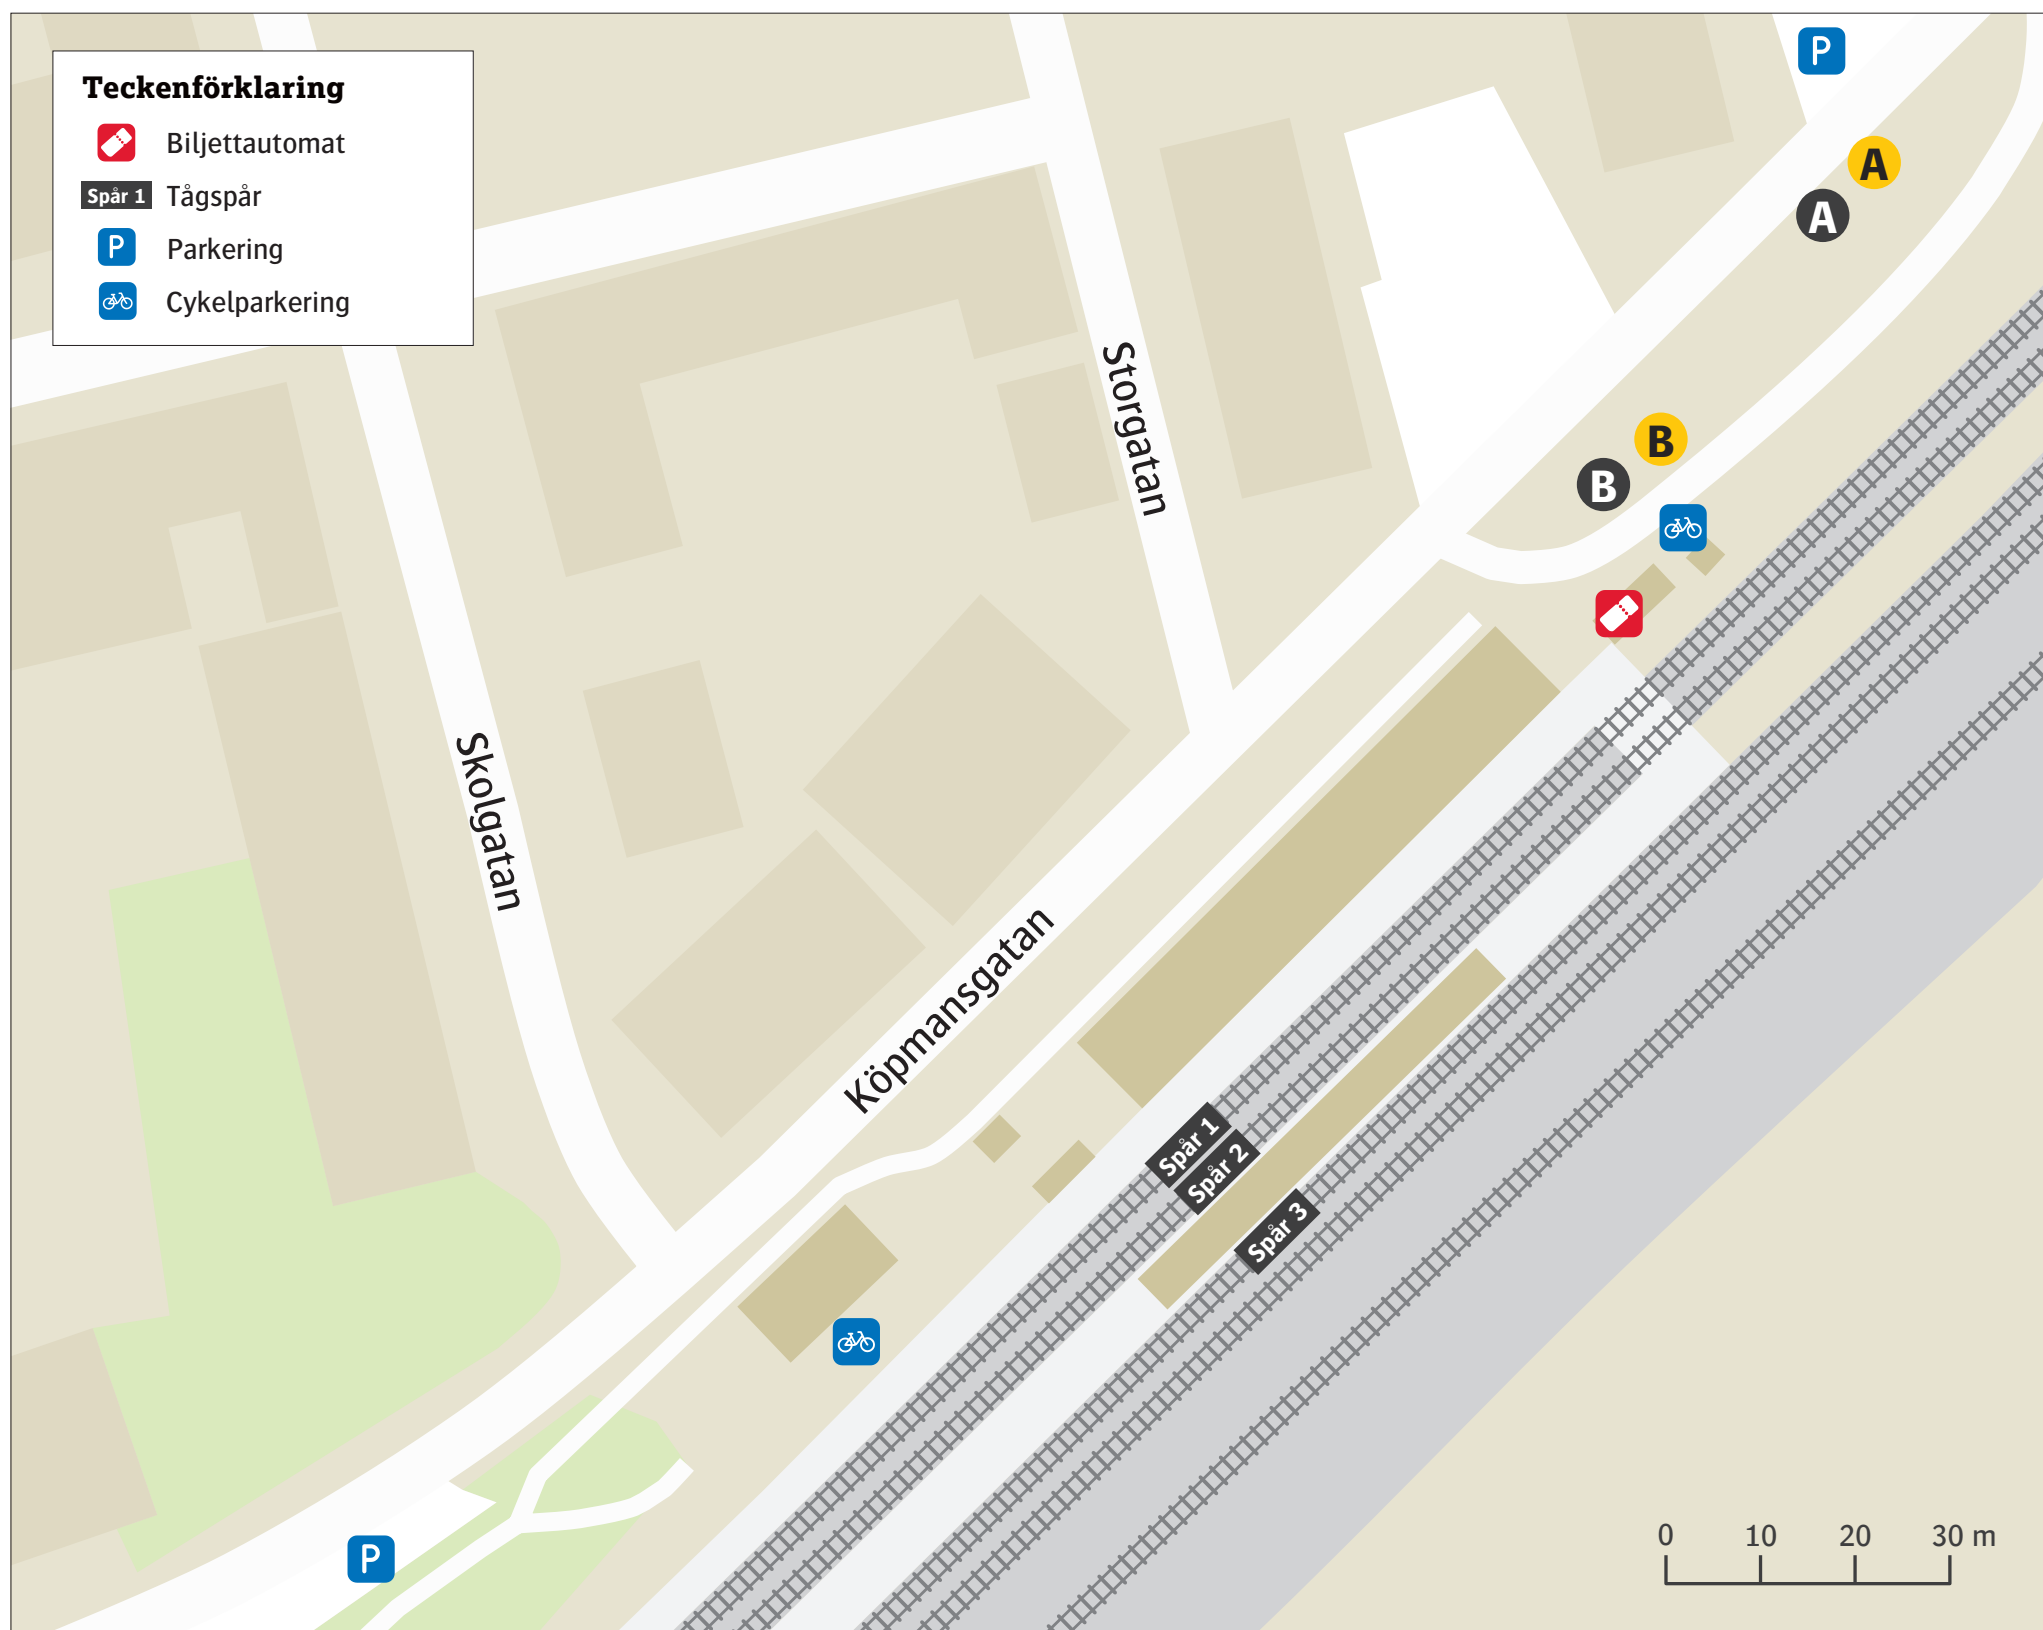 Teckenförklaring
Biljettautomat
Spår 1 Tågspår
P Parkering
Cykelparkering
P
A
A
B
B
Storgatan
Skolgatan
Köpmansgatan
Spår 1
Spår 2
Spår 3
P
0 10 20 30 m